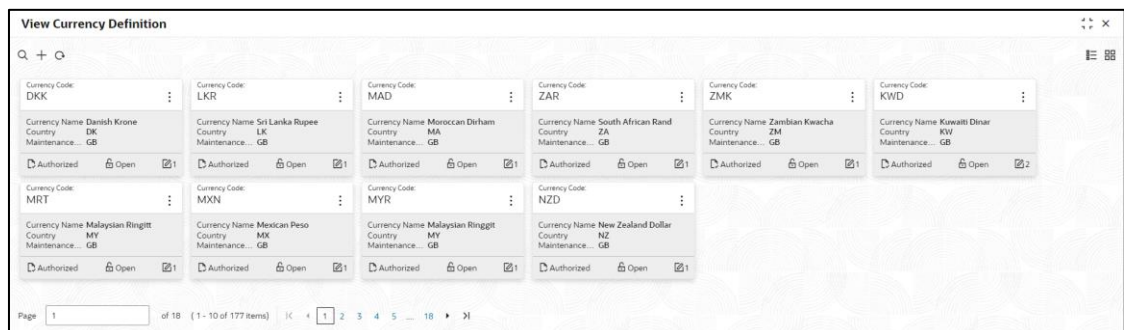 View Currency Definition
Currency Code:
DKK
Currency Name Danish Krone
Country DK
Maintenance... GB
Authorized Open 1
Currency Code:
LKR
Currency Name Sri Lanka Rupee
Country LK
Maintenance... GB
Authorized Open 1
Currency Code:
MAD
Currency Name Moroccan Dirham
Country MA
Maintenance... GB
Authorized Open 1
Currency Code:
ZAR
Currency Name South African Rand
Country ZA
Maintenance... GB
Authorized Open 1
Currency Code:
ZMK
Currency Name Zambian Kwacha
Country ZM
Maintenance... GB
Authorized Open 1
Currency Code:
KWD
Currency Name Kuwaiti Dinar
Country KW
Maintenance... GB
Authorized Open 2
Currency Code:
MRT
Currency Name Malaysian Ringitt
Country MY
Maintenance... GB
Authorized Open 1
Currency Code:
MXN
Currency Name Mexican Peso
Country MX
Maintenance... GB
Authorized Open 1
Currency Code:
MYR
Currency Name Malaysian Ringgit
Country MY
Maintenance... GB
Authorized Open 1
Currency Code:
NZD
Currency Name New Zealand Dollar
Country NZ
Maintenance... GB
Authorized Open 1
Page 1 of 18 (1 - 10 of 177 items) 1 2 3 4 5 ... 18